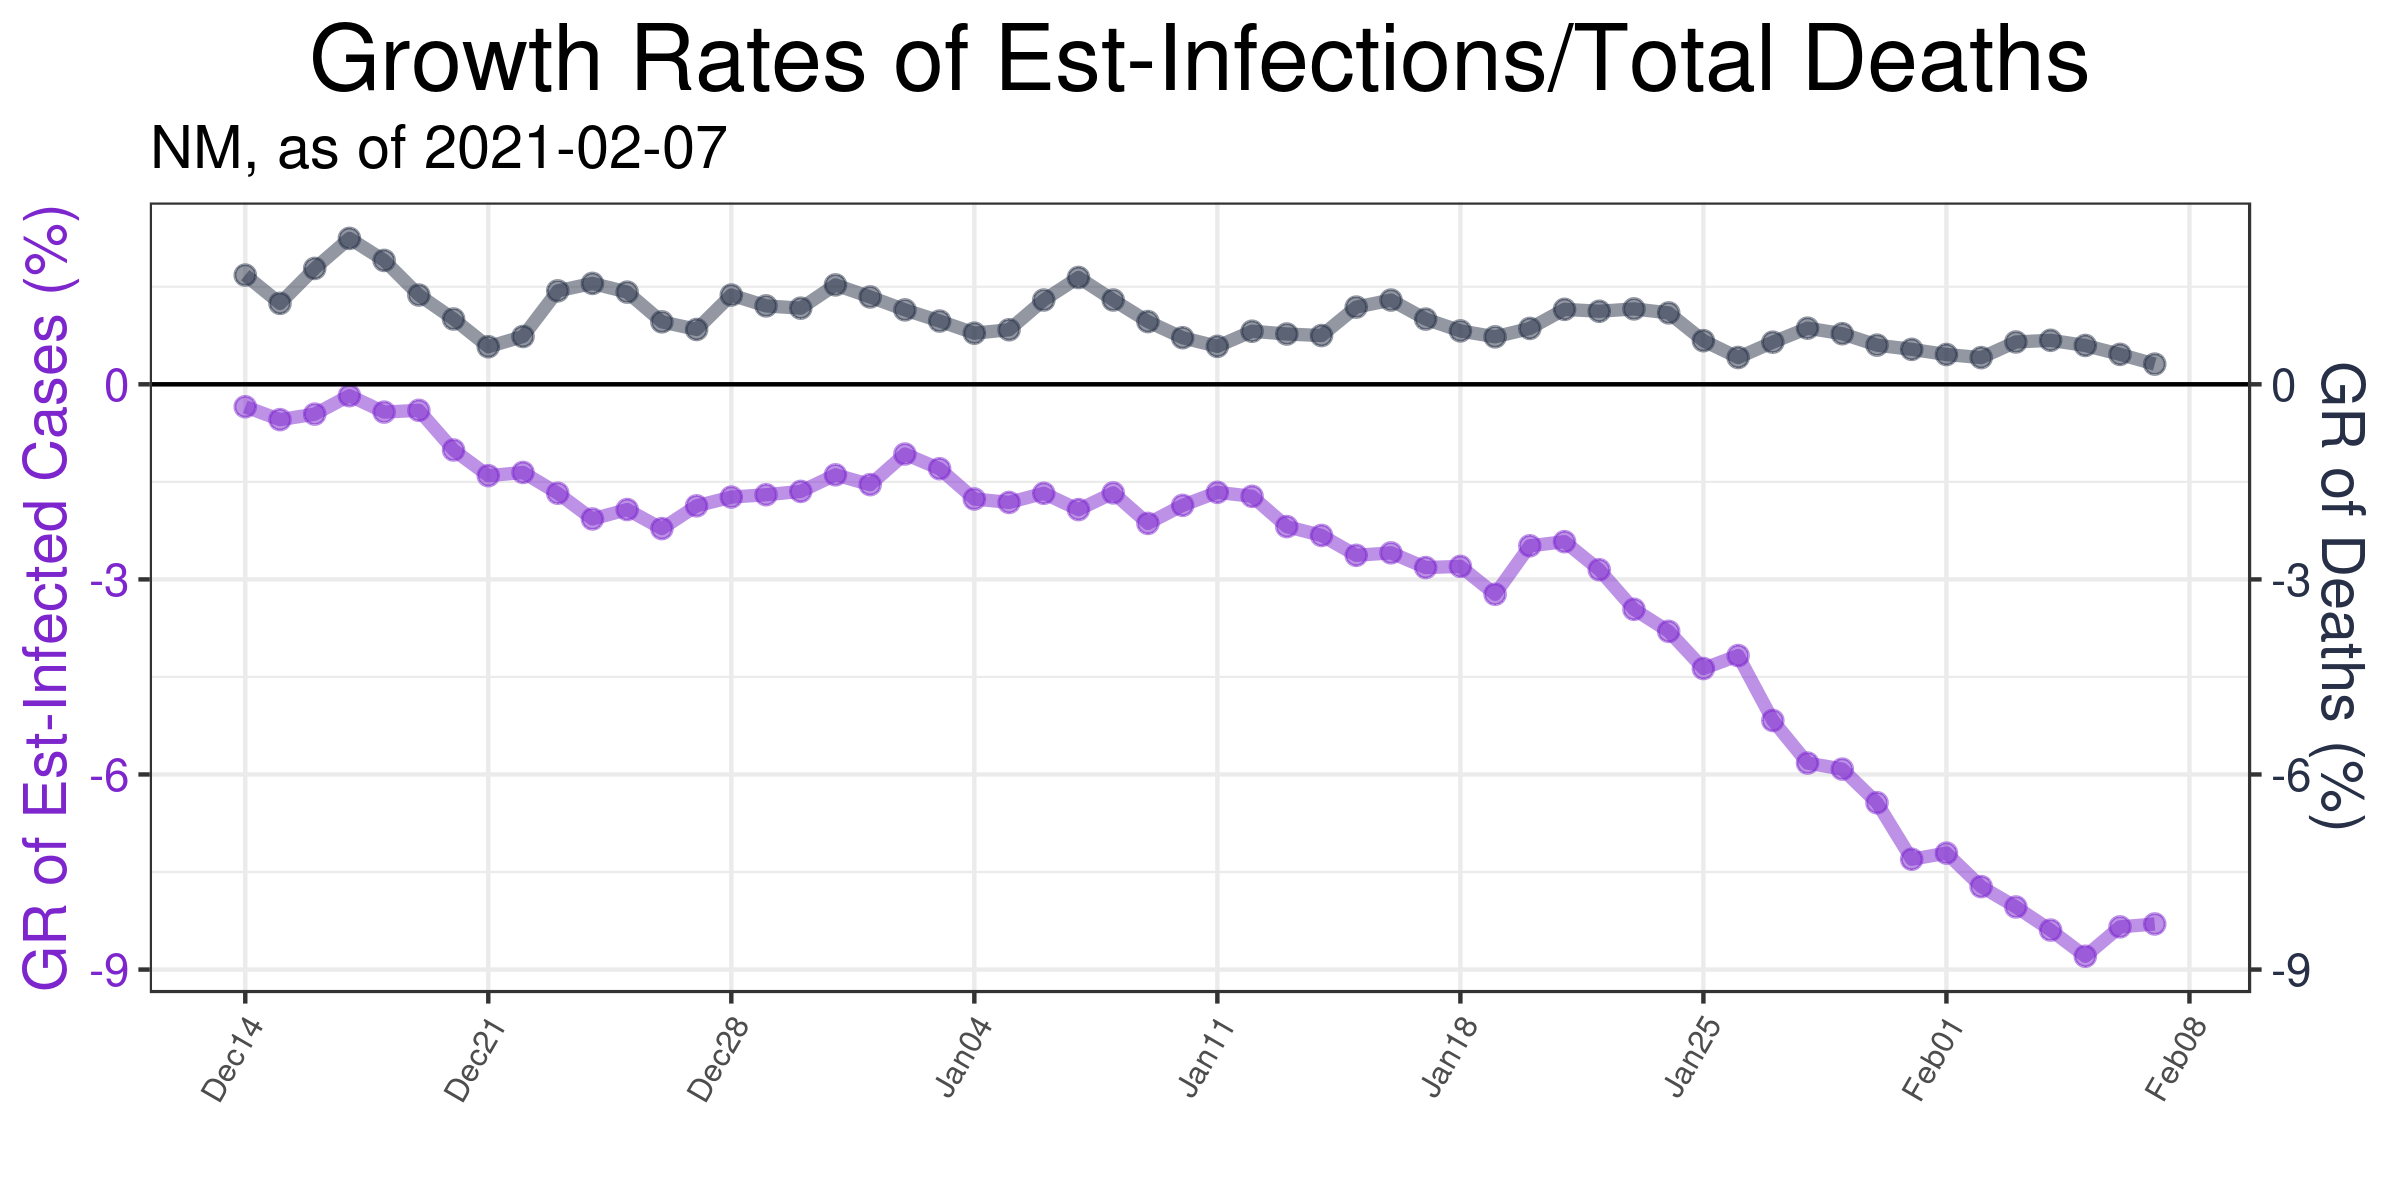 Growth Rates of Est-Infections/Total Deaths
NM, as of 2021-02-07
GR of Est-Infected Cases (%)
0
-3
-6
-9
0
-3
-6
-9
GR of Deaths (%)
Dec14
Dec21
Dec28
Jan04
Jan11
Jan18
Jan25
Feb01
Feb08